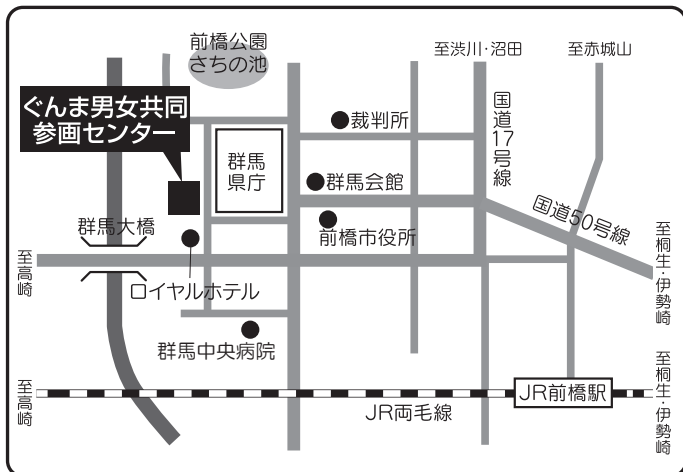 前橋公園
さちの池
至渋川・沼田
至赤城山
ぐんま男女共同
参画センター
裁判所
国道17号線
群馬
県庁
群馬会館
群馬大橋
前橋市役所
国道50号線
至桐生・伊勢崎
至高崎
ロイヤルホテル
群馬中央病院
至高崎
JR両毛線
JR前橋駅
至桐生・伊勢崎